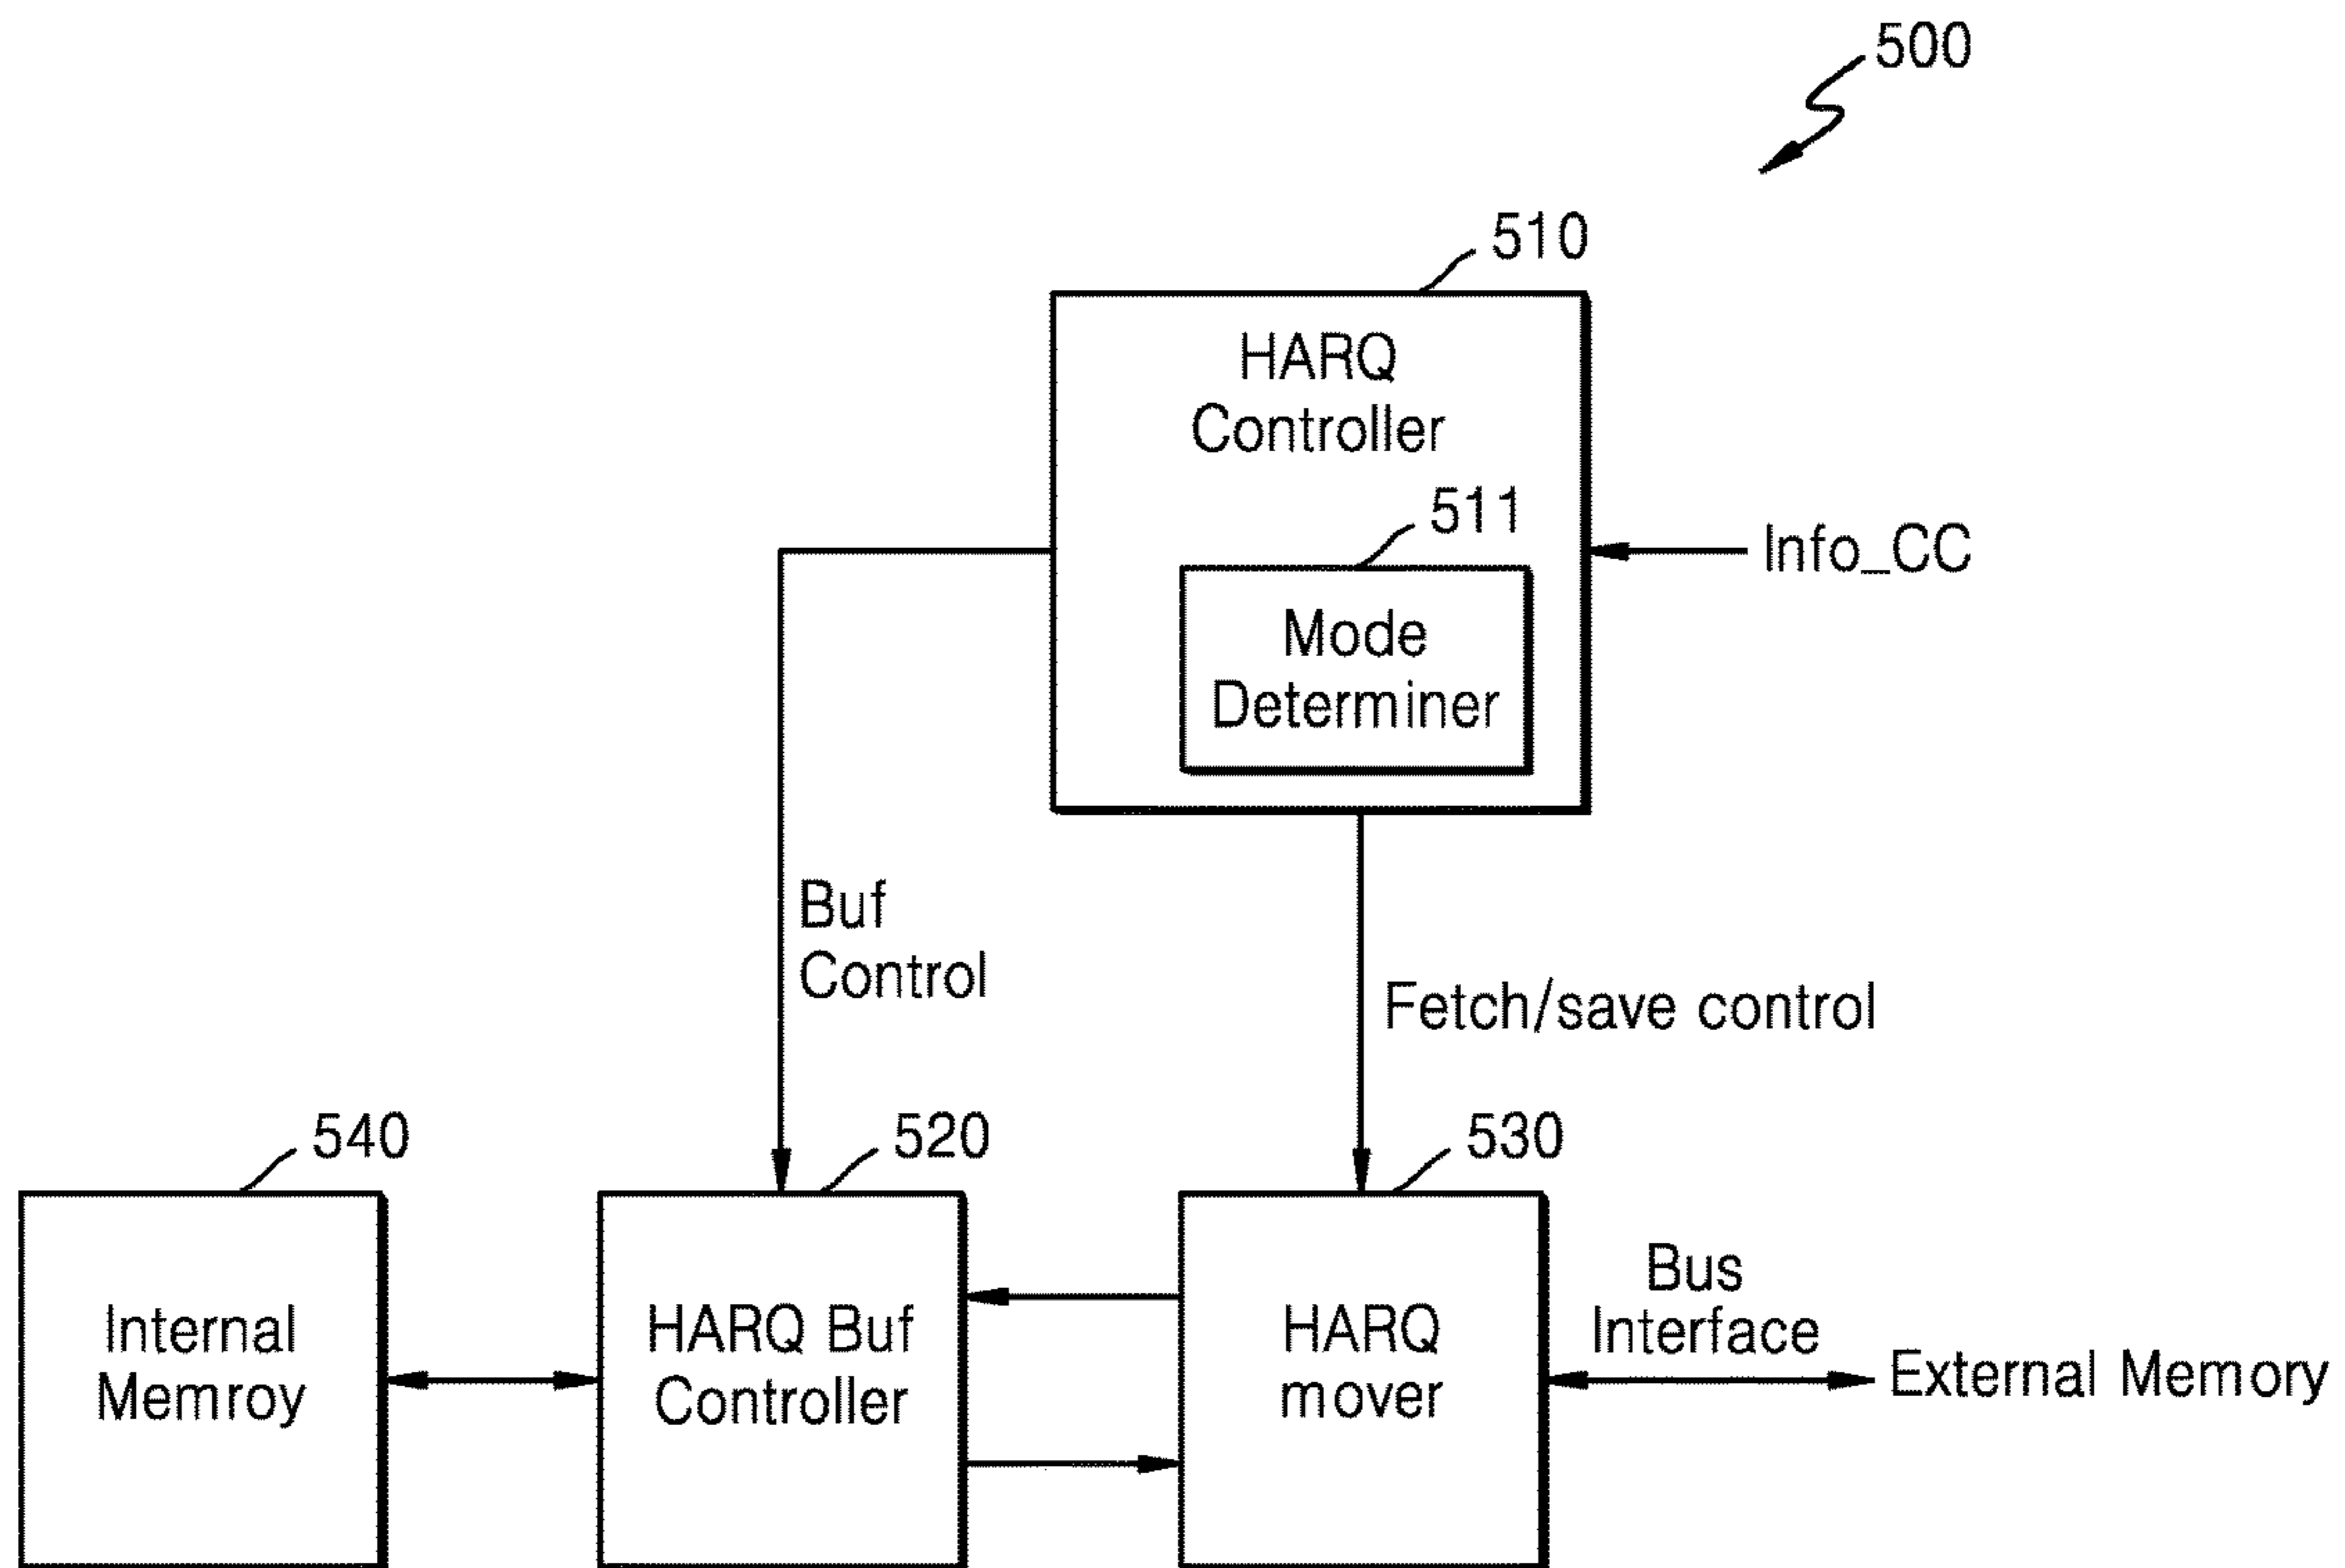 500
510
HARQ
Controller
511
Mode
Determiner
Info_CC
Buf
Control
Fetch/save control
540
520
530
Internal
Memroy
HARQ Buf
Controller
HARQ
mover
Bus
Interface
External Memory